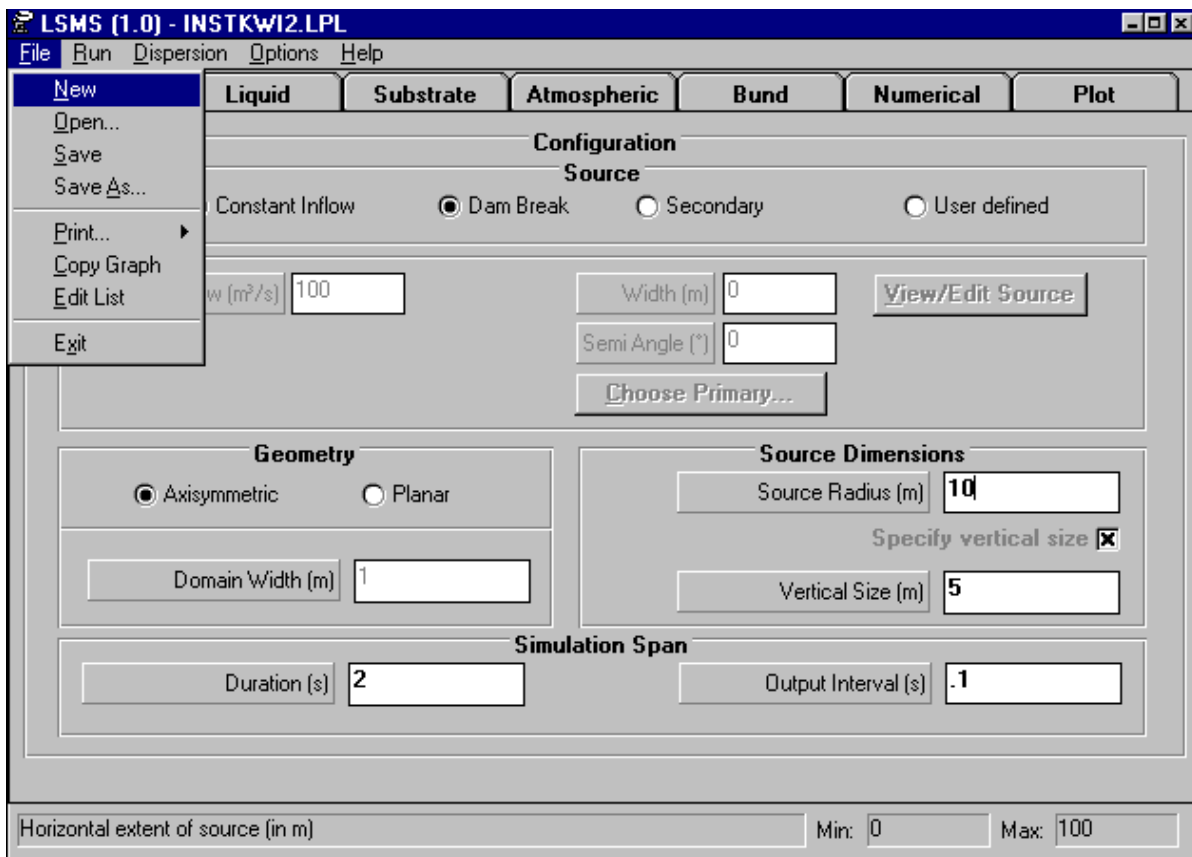 LSMS (1.0) - INSTKWI2.LPL
File Run Dispersion Options Help
New
Open...
Save
Save As...
Print...
Copy Graph
Edit List
Exit
Liquid Substrate Atmospheric Bund Numerical Plot
Configuration
Source
Constant Inflow Dam Break Secondary User defined
(m³/s) 100 Width (m) 0 View/Edit Source
Semi Angle (°) 0
Choose Primary...
Geometry
Axisymmetric Planar
Domain Width (m) 1
Source Dimensions
Source Radius (m) 10
Specify vertical size
Vertical Size (m) 5
Simulation Span
Duration (s) 2 Output Interval (s) .1
Horizontal extent of source (in m) Min: 0 Max: 100